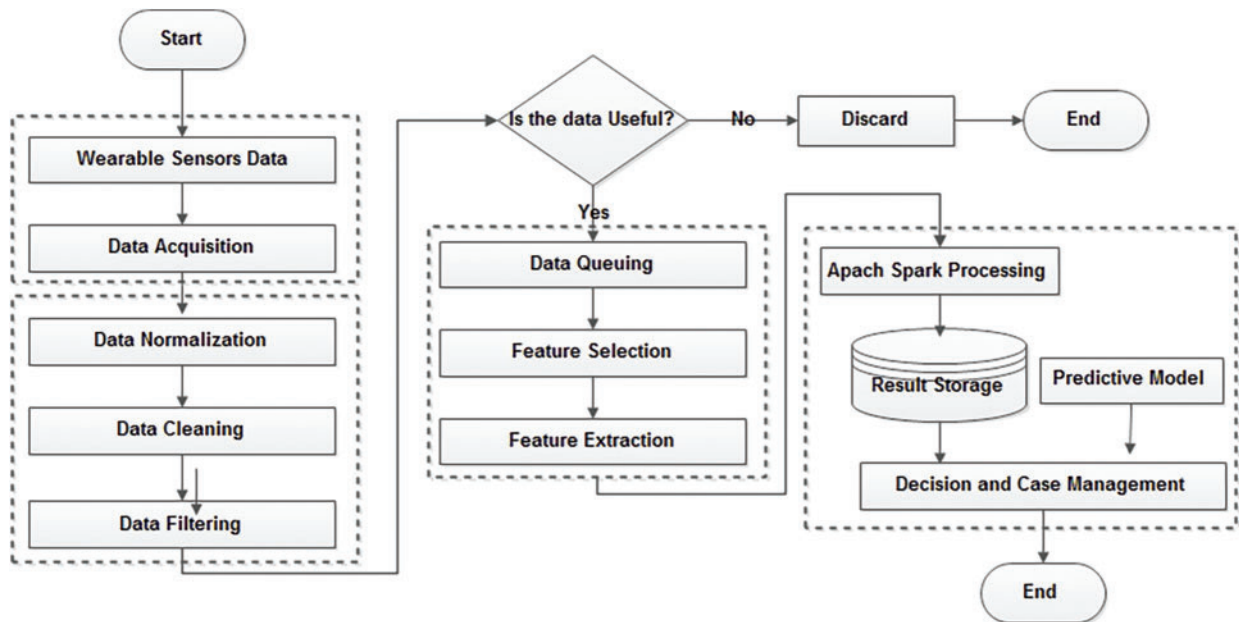 Start
Wearable Sensors Data
Data Acquisition
Data Normalization
Data Cleaning
Data Filtering
Is the data Useful?
No
Discard
End
Yes
Data Queuing
Feature Selection
Feature Extraction
Apach Spark Processing
Result Storage
Predictive Model
Decision and Case Management
End